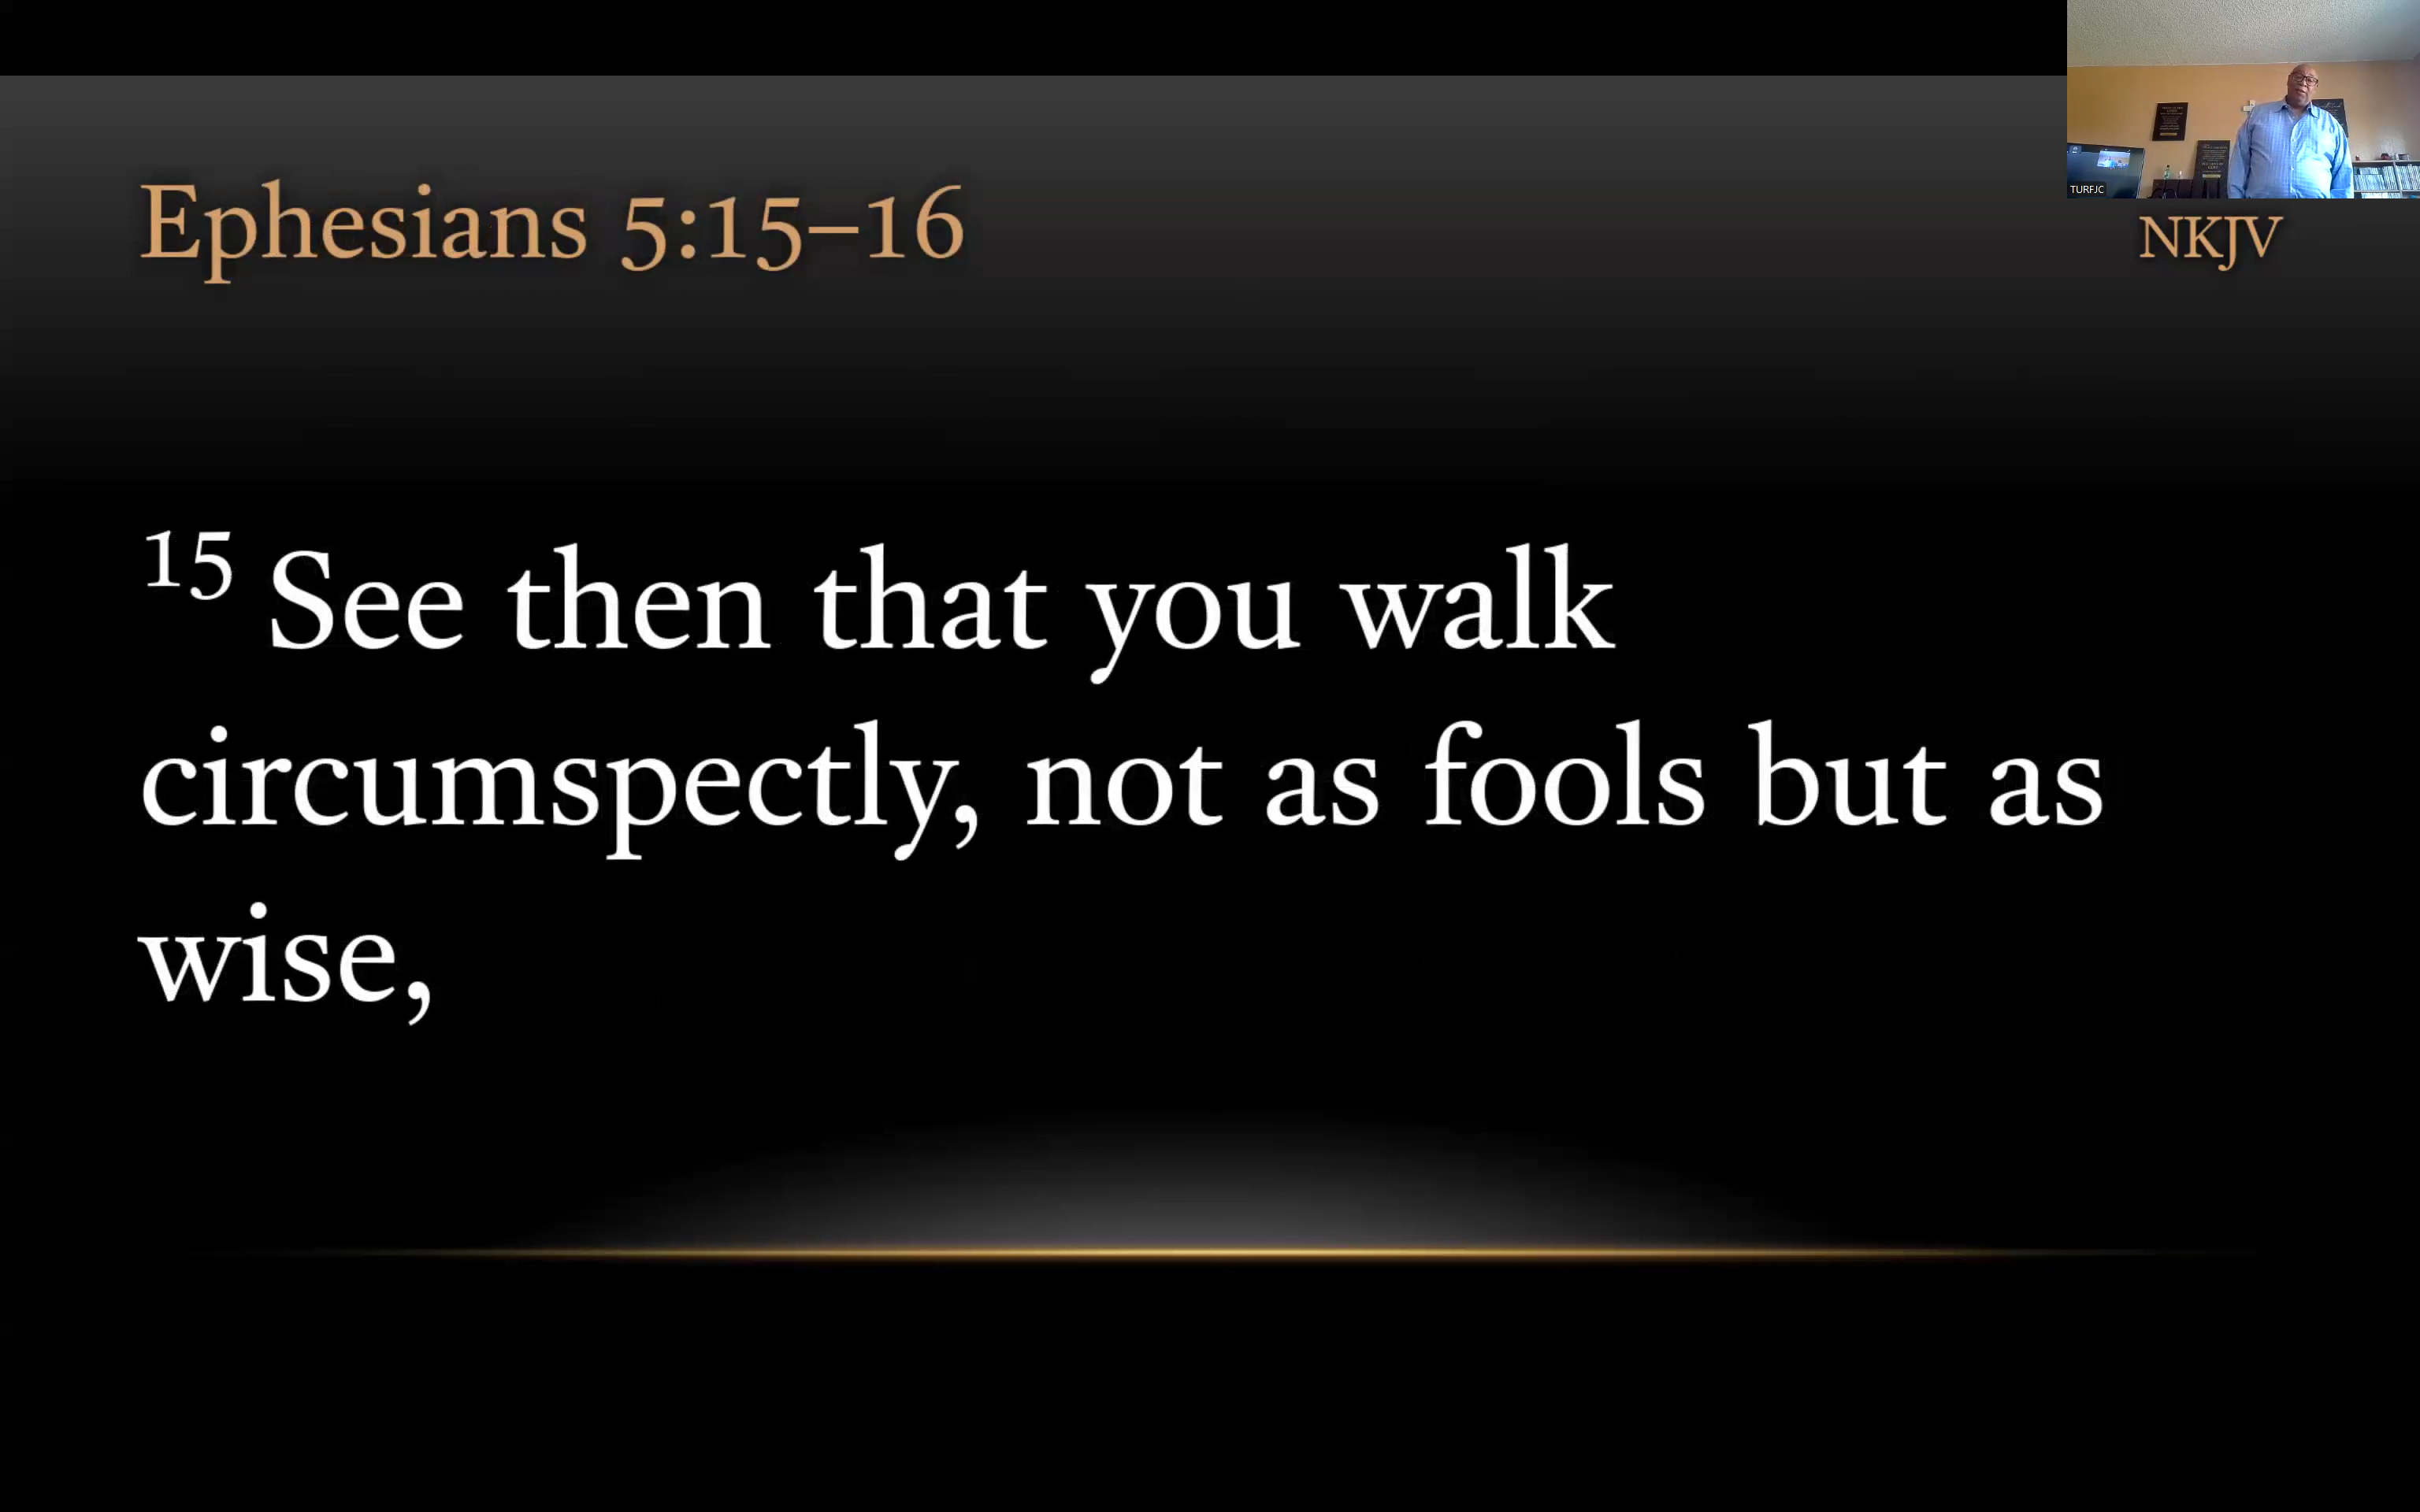 Ephesians 5:15–16
NKJV
TURFJC
15 See then that you walk
circumspectly, not as fools but as
wise,